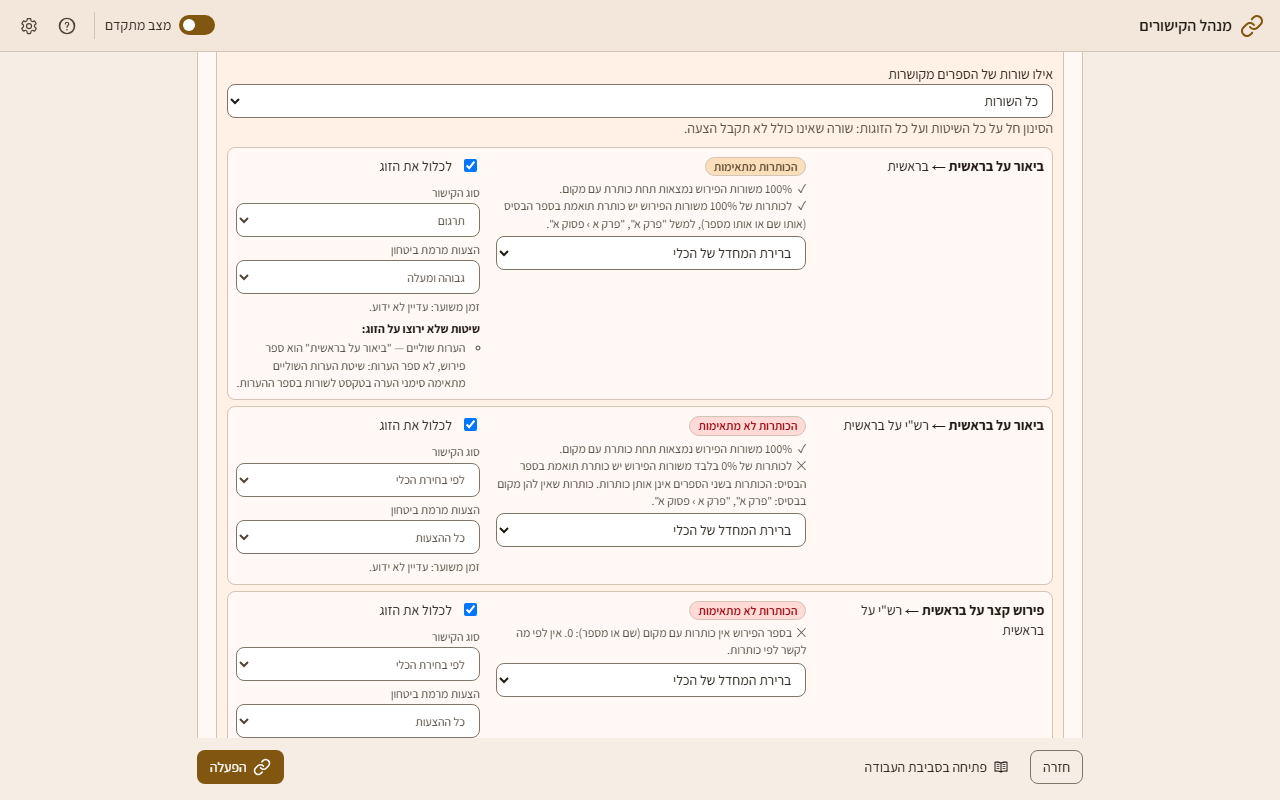 מנהל הקישורים
מצב מתקדם
אילו שורות של הספרים מקושרות
כל השורות
הסינון חל על כל השיטות ועל כל הזוגות: שורה שאינו כולל לא תקבל הצעה.
ביאור על בראשית ← בראשית
הכותרות מתאימות
✓ 100% משורות הפירוש נמצאות תחת כותרת עם מקום.
✓ לכותרות של 100% משורות הפירוש יש כותרת תואמת בספר הבסיס
(אותו שם או אותו מספר), למשל "פרק א", "פרק א › פסוק א".
ברירת המחדל של הכלי
לכלול את הזוג
סוג הקישור
תרגום
הצעות מרמת ביטחון
גבוהה ומעלה
זמן משוער: עדיין לא ידוע.
שיטות שלא ירוצו על הזוג:
הערות שוליים — "ביאור על בראשית" הוא ספר
פירוש, לא ספר הערות: שיטת הערות השוליים
מתאימה סימני הערה בטקסט לשורות בספר ההערות.
ביאור על בראשית ← רש"י על בראשית
הכותרות לא מתאימות
✓ 100% משורות הפירוש נמצאות תחת כותרת עם מקום.
✕ לכותרות של 0% בלבד משורות הפירוש יש כותרת תואמת בספר
הבסיס: הכותרות בשני הספרים אינן אותן כותרות. כותרות שאין להן מקום
בבסיס: "פרק א", "פרק א › פסוק א".
ברירת המחדל של הכלי
לכלול את הזוג
סוג הקישור
לפי בחירת הכלי
הצעות מרמת ביטחון
כל ההצעות
זמן משוער: עדיין לא ידוע.
פירוש קצר על בראשית ← רש"י על
בראשית
הכותרות לא מתאימות
✕ בספר הפירוש אין כותרות עם מקום (שם או מספר): 0. אין לפי מה
לקשר לפי כותרות.
ברירת המחדל של הכלי
לכלול את הזוג
סוג הקישור
לפי בחירת הכלי
הצעות מרמת ביטחון
כל ההצעות
חזרה
פתיחה בסביבת העבודה
הפעלה